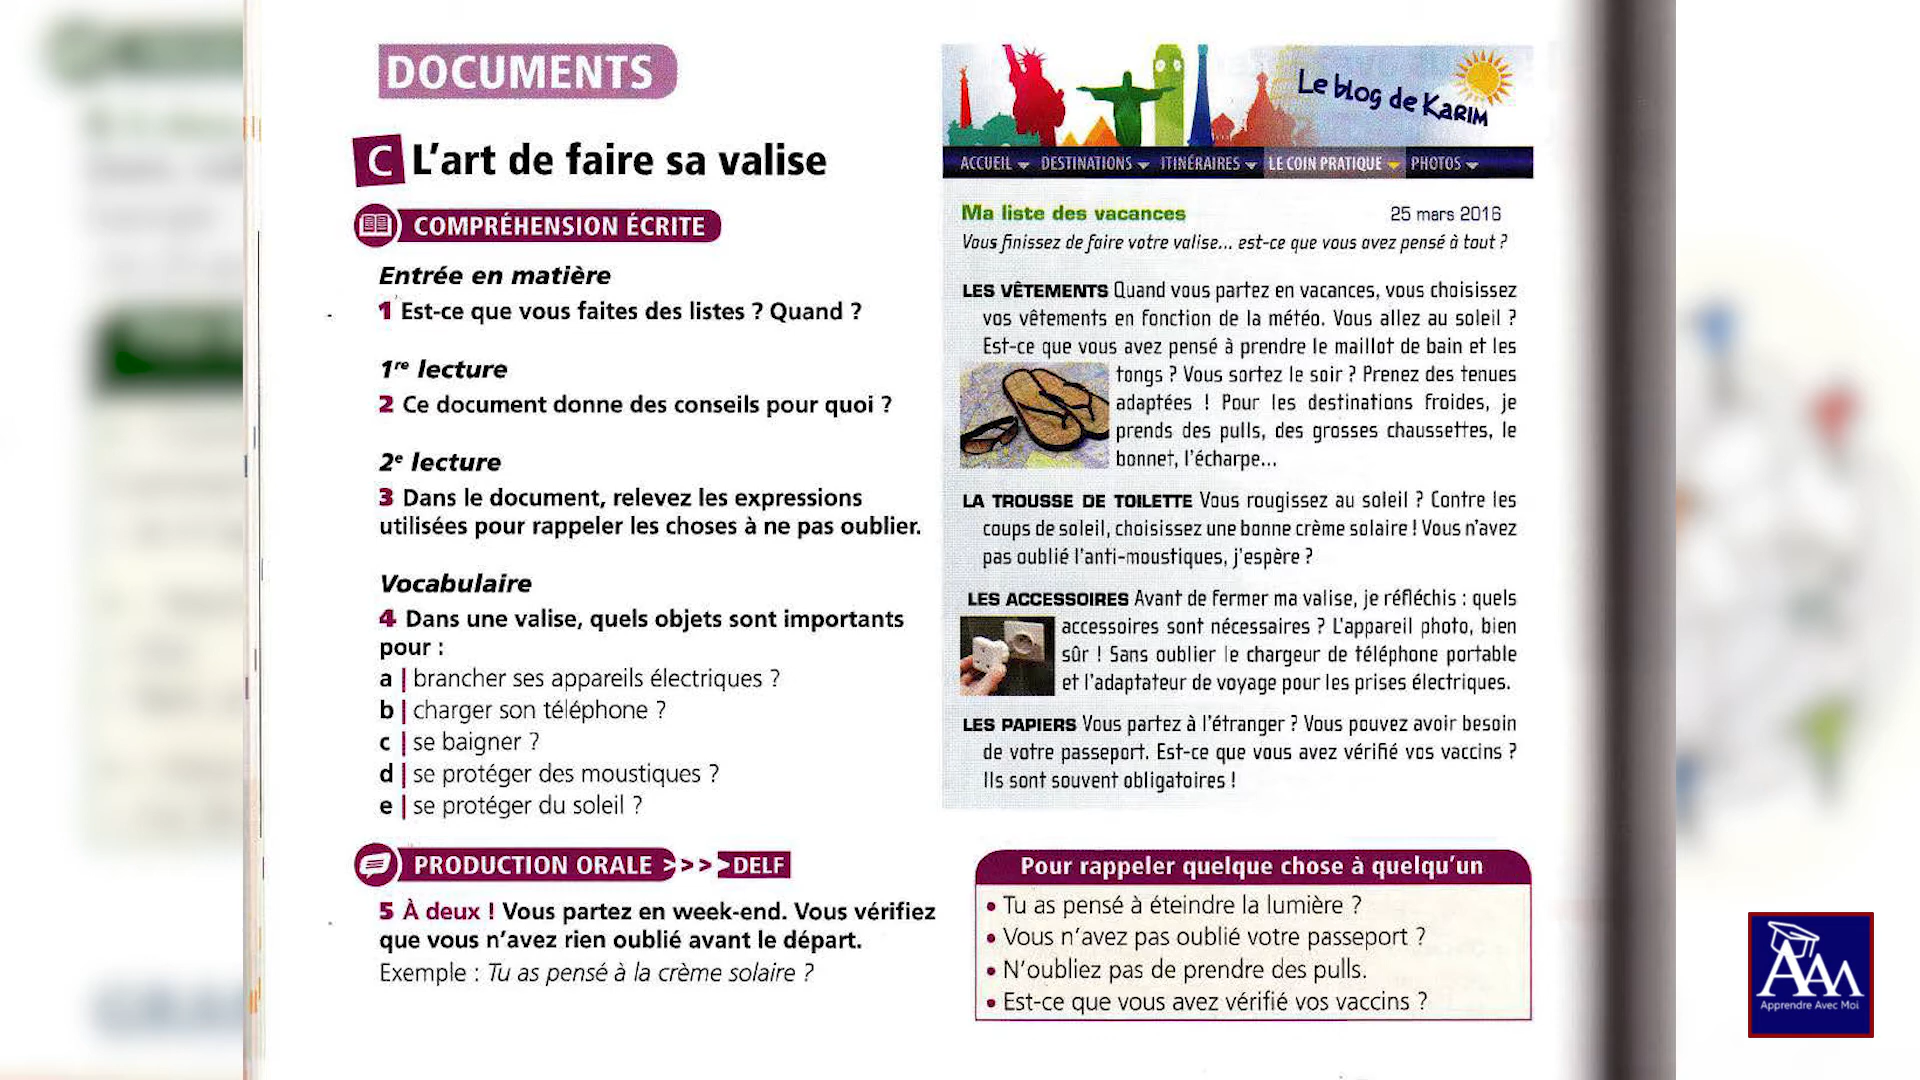 DOCUMENTS
C L'art de faire sa valise
COMPRÉHENSION ÉCRITE
Entrée en matière
1 Est-ce que vous faites des listes ? Quand ?
1re lecture
2 Ce document donne des conseils pour quoi ?
2e lecture
3 Dans le document, relevez les expressions
utilisées pour rappeler les choses à ne pas oublier.
Vocabulaire
4 Dans une valise, quels objets sont importants
pour :
a | brancher ses appareils électriques ?
b | charger son téléphone ?
c | se baigner ?
d | se protéger des moustiques ?
e | se protéger du soleil ?
PRODUCTION ORALE >>>> DELF
5 À deux ! Vous partez en week-end. Vous vérifiez
que vous n'avez rien oublié avant le départ.
Exemple : Tu as pensé à la crème solaire ?
Le blog de KARIM
ACCUEIL DESTINATIONS ITINÉRAIRES LE COIN PRATIQUE PHOTOS
Ma liste des vacances 25 mars 2016
Vous finissez de faire votre valise... est-ce que vous avez pensé à tout ?
LES VÊTEMENTS Quand vous partez en vacances, vous choisissez
vos vêtements en fonction de la météo. Vous allez au soleil ?
Est-ce que vous avez pensé à prendre le maillot de bain et les
tongs ? Vous sortez le soir ? Prenez des tenues
adaptées ! Pour les destinations froides, je
prends des pulls, des grosses chaussettes, le
bonnet, l'écharpe...
LA TROUSSE DE TOILETTE Vous rougissez au soleil ? Contre les
coups de soleil, choisissez une bonne crème solaire ! Vous n'avez
pas oublié l'anti-moustiques, j'espère ?
LES ACCESSOIRES Avant de fermer ma valise, je réfléchis : quels
accessoires sont nécessaires ? L'appareil photo, bien
sûr ! Sans oublier le chargeur de téléphone portable
et l'adaptateur de voyage pour les prises électriques.
LES PAPIERS Vous partez à l'étranger ? Vous pouvez avoir besoin
de votre passeport. Est-ce que vous avez vérifié vos vaccins ?
Ils sont souvent obligatoires !
Pour rappeler quelque chose à quelqu'un
• Tu as pensé à éteindre la lumière ?
• Vous n'avez pas oublié votre passeport ?
• N'oubliez pas de prendre des pulls.
• Est-ce que vous avez vérifié vos vaccins ?
AAM
Apprendre Avec Moi